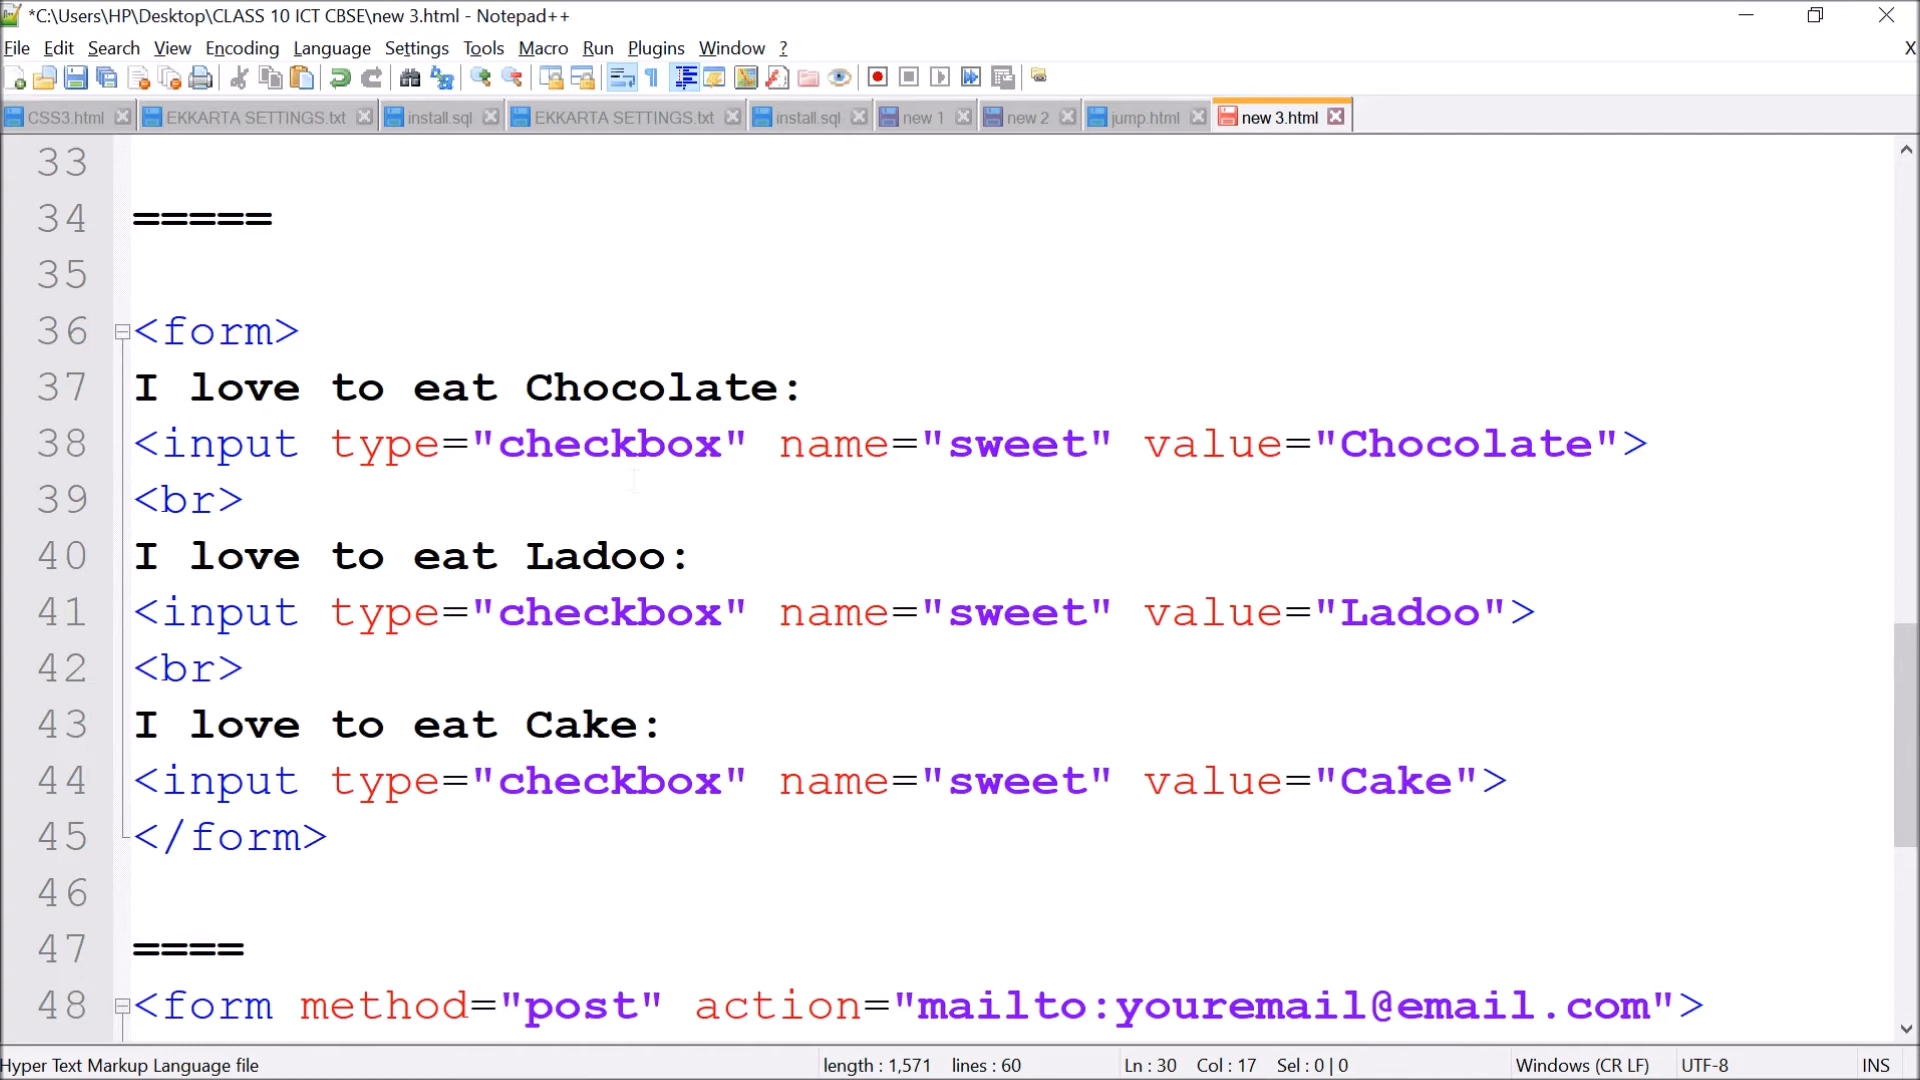 *C:\Users\HP\Desktop\CLASS 10 ICT CBSE\new 3.html - Notepad++
File Edit Search View Encoding Language Settings Tools Macro Run Plugins Window ? X
CSS3.html EKKARTA SETTINGS.txt install.sql EKKARTA SETTINGS.txt install.sql new 1 new 2 jump.html new 3.html
33
34 =====
35
36 <form>
37 I love to eat Chocolate:
38 <input type="checkbox" name="sweet" value="Chocolate">
39 <br>
40 I love to eat Ladoo:
41 <input type="checkbox" name="sweet" value="Ladoo">
42 <br>
43 I love to eat Cake:
44 <input type="checkbox" name="sweet" value="Cake">
45 </form>
46
47 ====
48 <form method="post" action="mailto:youremail@email.com">
Hyper Text Markup Language file length : 1,571 lines : 60 Ln : 30 Col : 17 Sel : 0 | 0 Windows (CR LF) UTF-8 INS